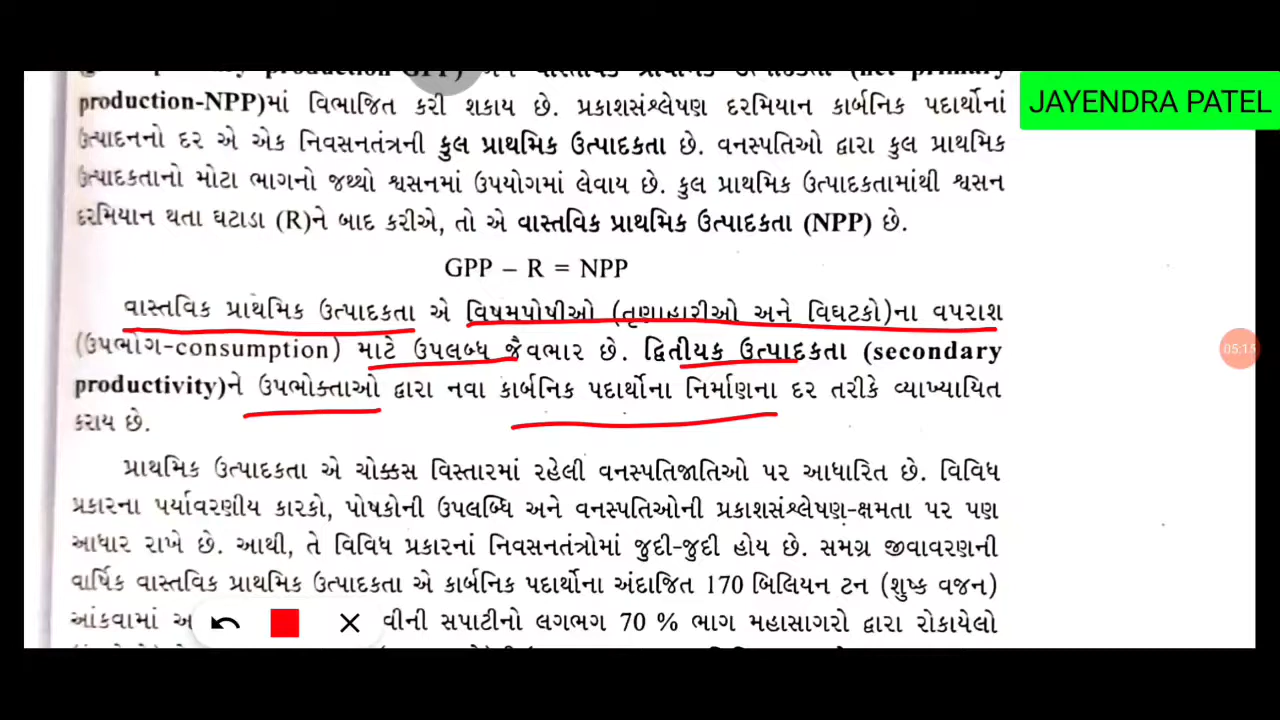 production-NPP)માં વિભાજિત કરી શકાય છે. પ્રકાશસંશ્લેષણ દરમિયાન કાર્બનિક પદાર્થોનાં
JAYENDRA PATEL
ઉત્પાદનનો દર એ એક નિવસનતંત્રની કુલ પ્રાથમિક ઉત્પાદકતા છે. વનસ્પતિઓ દ્વારા કુલ પ્રાથમિક
ઉત્પાદકતાનો મોટા ભાગનો જથ્થો શ્વસનમાં ઉપયોગમાં લેવાય છે. કુલ પ્રાથમિક ઉત્પાદકતામાંથી શ્વસન
દરમિયાન થતા ઘટાડા (R)ને બાદ કરીએ, તો એ વાસ્તવિક પ્રાથમિક ઉત્પાદકતા (NPP) છે.
GPP – R = NPP
વાસ્તવિક પ્રાથમિક ઉત્પાદકતા એ વિષમપોષીઓ (તૃણાહારીઓ અને વિઘટકો)ના વપરાશ
(ઉપભોગ-consumption) માટે ઉપલબ્ધ જૈવભાર છે. દ્વિતીયક ઉત્પાદકતા (secondary
05:15
productivity)ને ઉપભોક્તાઓ દ્વારા નવા કાર્બનિક પદાર્થોના નિર્માણના દર તરીકે વ્યાખ્યાયિત
કરાય છે.
પ્રાથમિક ઉત્પાદકતા એ ચોક્કસ વિસ્તારમાં રહેલી વનસ્પતિજાતિઓ પર આધારિત છે. વિવિધ
પ્રકારના પર્યાવરણીય કારકો, પોષકોની ઉપલબ્ધિ અને વનસ્પતિઓની પ્રકાશસંશ્લેષણ-ક્ષમતા પર પણ
આધાર રાખે છે. આથી, તે વિવિધ પ્રકારનાં નિવસનતંત્રોમાં જુદી-જુદી હોય છે. સમગ્ર જીવાવરણની
વાર્ષિક વાસ્તવિક પ્રાથમિક ઉત્પાદકતા એ કાર્બનિક પદાર્થોના અંદાજિત 170 બિલિયન ટન (શુષ્ક વજન)
આંકવામાં સપાટીનો લગભગ 70 % ભાગ મહાસાગરો દ્વારા રોકાયેલો